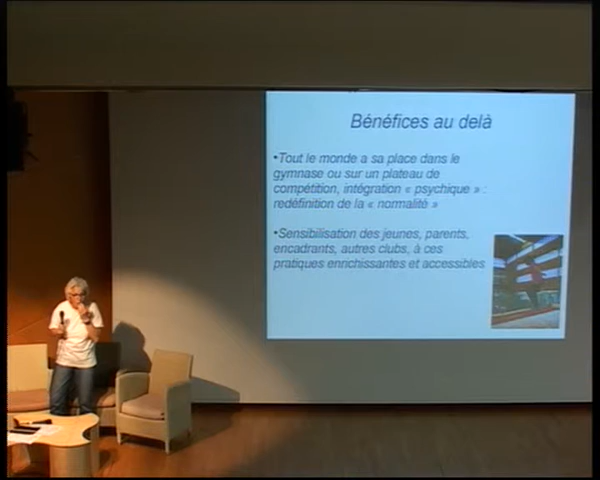 Bénéfices au delà
•Tout le monde a sa place dans le
gymnase ou sur un plateau de
compétition, intégration « psychique » :
redéfinition de la « normalité »
•Sensibilisation des jeunes, parents,
encadrants, autres clubs, à ces
pratiques enrichissantes et accessibles